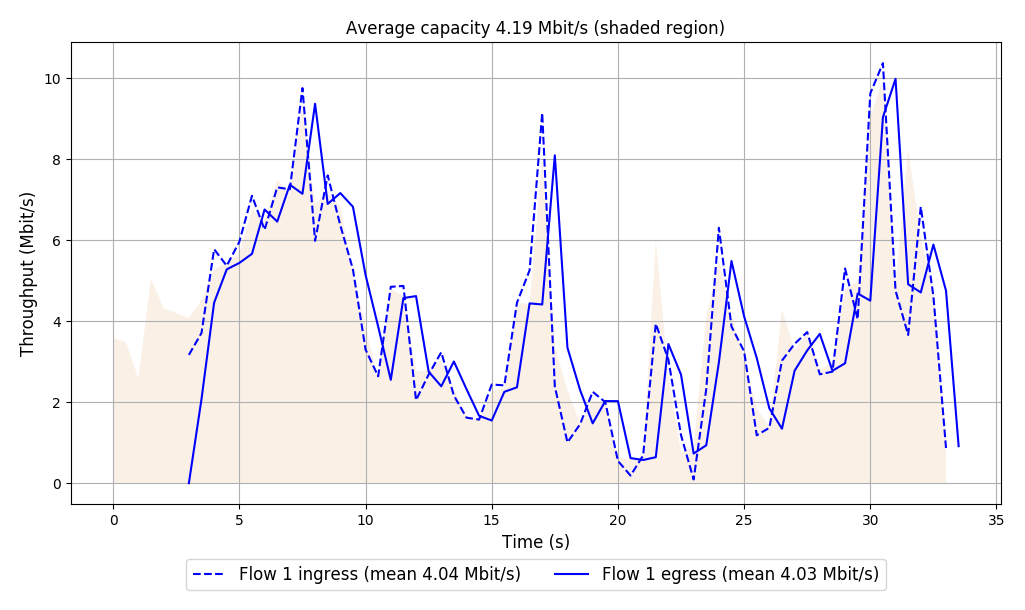 Average capacity 4.19 Mbit/s (shaded region)
Throughput (Mbit/s)
10
8
6
4
2
0
0 5 10 15 20 25 30 35
Time (s)
Flow 1 ingress (mean 4.04 Mbit/s) Flow 1 egress (mean 4.03 Mbit/s)